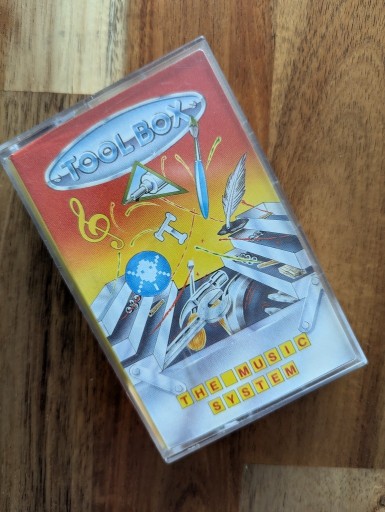 TOOL BOX
THE MUSIC
SYSTEM